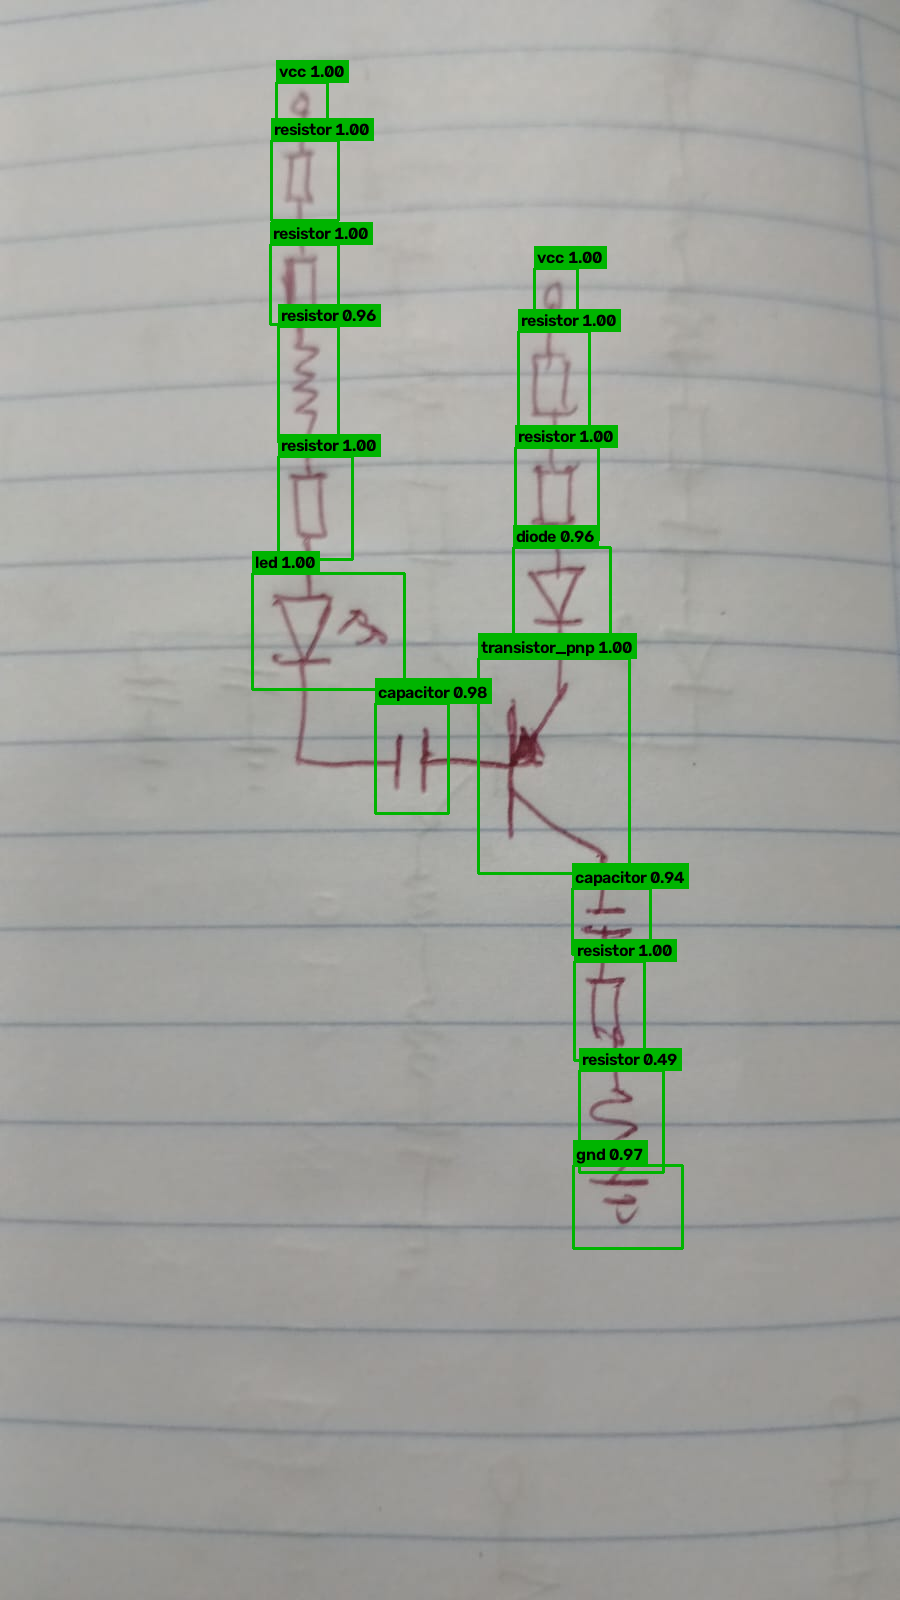 vcc 1.00
resistor 1.00
resistor 1.00
resistor 0.96
resistor 1.00
led 1.00
capacitor 0.98
vcc 1.00
resistor 1.00
resistor 1.00
diode 0.96
transistor_pnp 1.00
capacitor 0.94
resistor 1.00
resistor 0.49
gnd 0.97